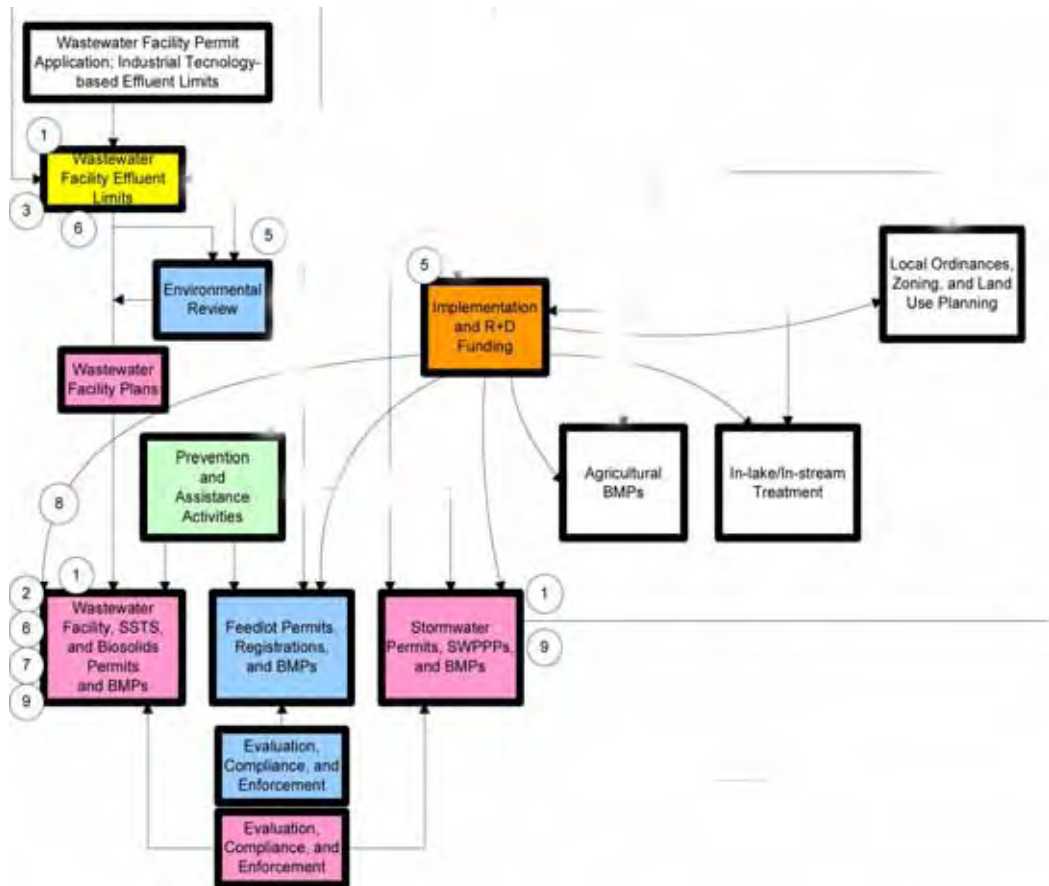 Wastewater Facility Permit
Application; Industrial Tecnology-
based Effluent Limits
1
Wastewater
Facility Effluent
Limits
3
6
5
Environmental
Review
5
Implementation
and R+D
Funding
Local Ordinances,
Zoning, and Land
Use Planning
Wastewater
Facility Plans
Prevention
and
Assistance
Activities
Agricultural
BMPs
In-lake/In-stream
Treatment
8
1
2
6
7
9
Wastewater
Facility, SSTS,
and Biosolids
Permits
and BMPs
Feedlot Permits,
Registrations,
and BMPs
Stormwater
Permits, SWPPPs,
and BMPs
1
9
Evaluation,
Compliance, and
Enforcement
Evaluation,
Compliance, and
Enforcement